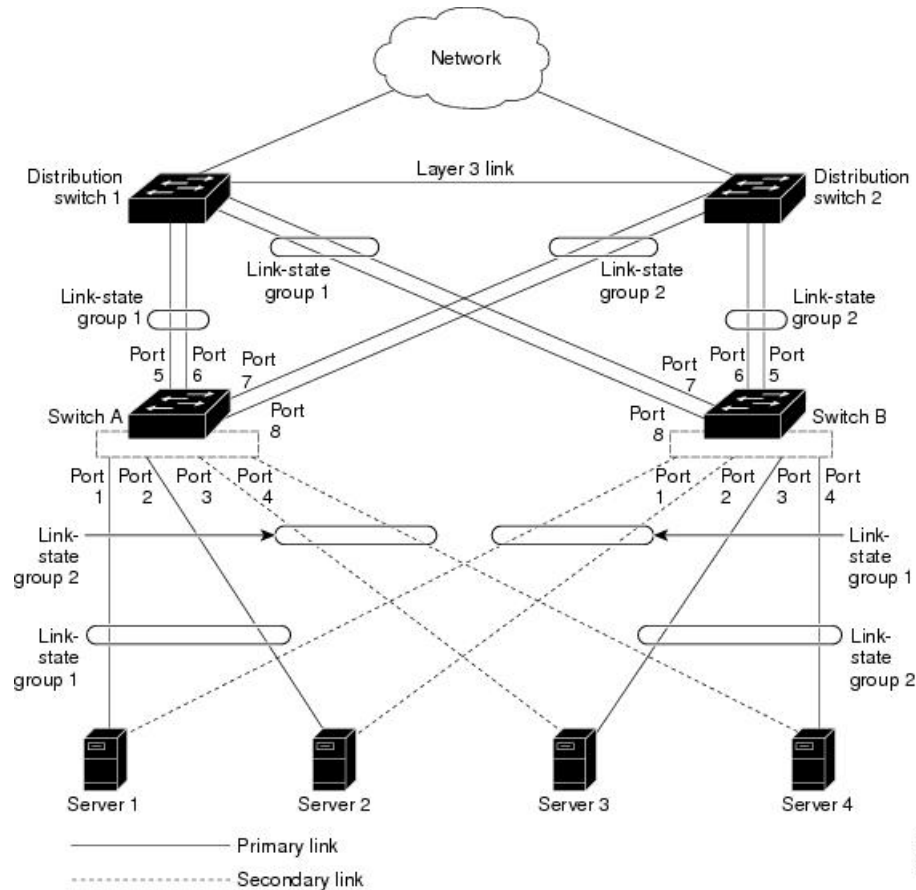 Network
Layer 3 link
Distribution
switch 1
Distribution
switch 2
Link-state
group 1
Link-state
group 2
Link-state
group 1
Link-state
group 2
Port
5
Port
6
Port
7
Port
8
Port
7
Port
6
Port
5
Port
8
Switch A
Switch B
Port
1
Port
2
Port
3
Port
4
Port
1
Port
2
Port
3
Port
4
Link-
state
group 2
Link-
state
group 1
Link-
state
group 1
Link-
state
group 2
Server 1
Server 2
Server 3
Server 4
Primary link
Secondary link